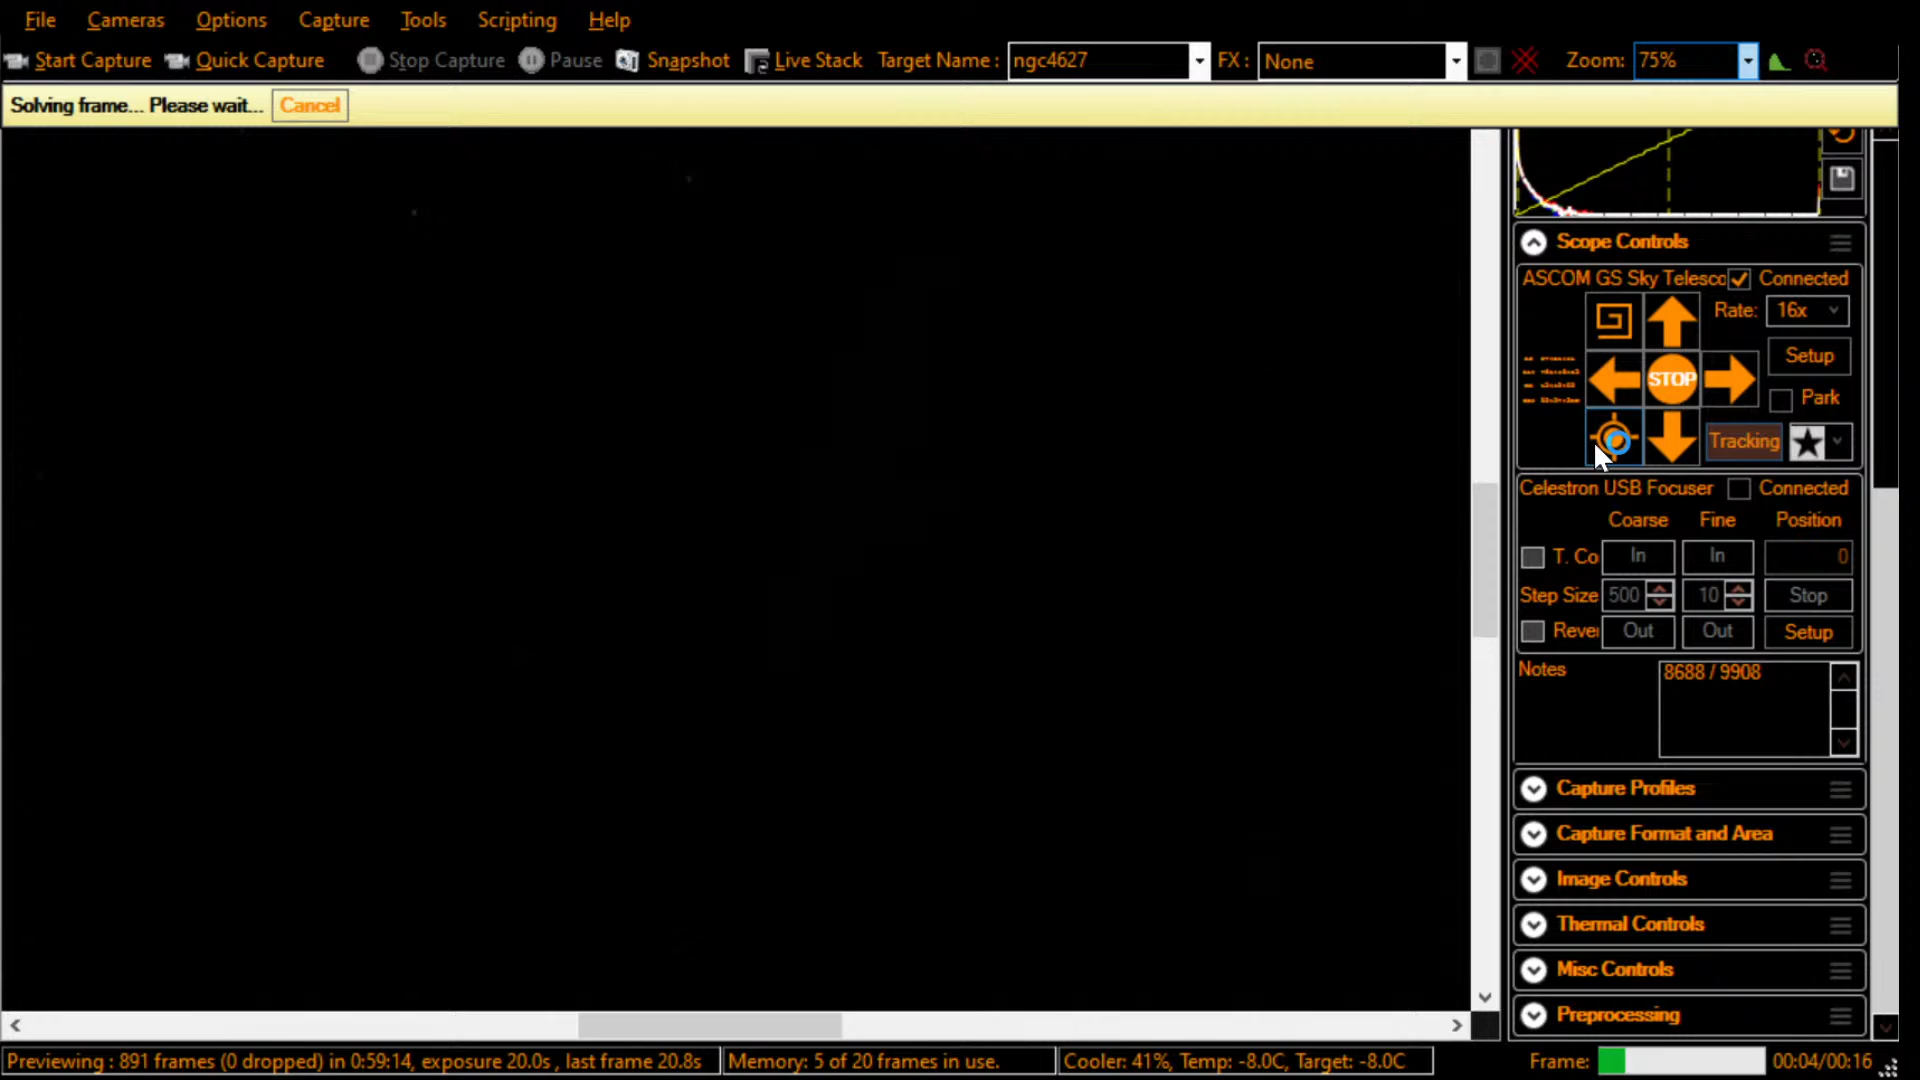 File Cameras Options Capture Tools Scripting Help
Start Capture Quick Capture Stop Capture Pause Snapshot Live Stack Target Name : ngc4627 FX : None Zoom: 75%
Solving frame... Please wait... Cancel
Scope Controls
ASCOM GS Sky Telesco Connected
Rate: 16x
Setup
STOP
Park
Tracking
Celestron USB Focuser Connected
Coarse Fine Position
T. Co In In 0
Step Size 500 10 Stop
Rever Out Out Setup
Notes 8688 / 9908
Capture Profiles
Capture Format and Area
Image Controls
Thermal Controls
Misc Controls
Preprocessing
Previewing : 891 frames (0 dropped) in 0:59:14, exposure 20.0s , last frame 20.8s Memory: 5 of 20 frames in use. Cooler: 41%, Temp: -8.0C, Target: -8.0C Frame: 00:04/00:16